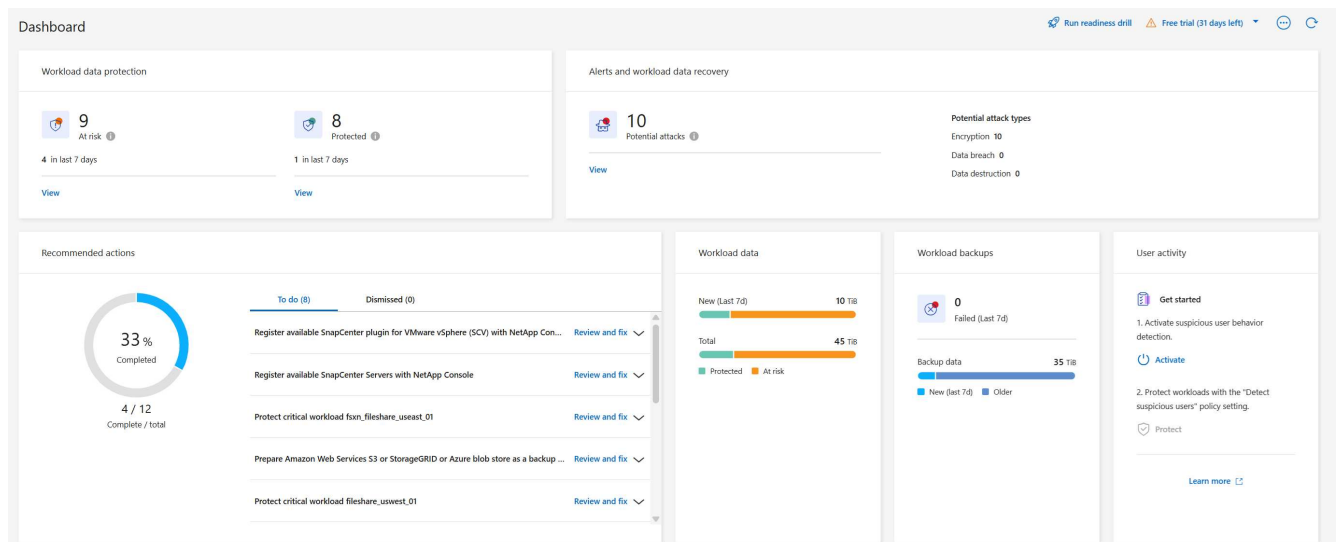 Dashboard
Run readiness drill
Free trial (31 days left)
Workload data protection
9
At risk
4 in last 7 days
View
8
Protected
1 in last 7 days
View
Alerts and workload data recovery
10
Potential attacks
View
Potential attack types
Encryption 10
Data breach 0
Data destruction 0
Recommended actions
33 %
Completed
4 / 12
Complete / total
To do (8)
Dismissed (0)
Register available SnapCenter plugin for VMware vSphere (SCV) with NetApp Con... Review and fix
Register available SnapCenter Servers with NetApp Console Review and fix
Protect critical workload fsxn_fileshare_useast_01 Review and fix
Prepare Amazon Web Services S3 or StorageGRID or Azure blob store as a backup ... Review and fix
Protect critical workload fileshare_uswest_01 Review and fix
Workload data
New (Last 7d) 10 TiB
Total 45 TiB
Protected At risk
Workload backups
0
Failed (Last 7d)
Backup data 35 TiB
New (last 7d) Older
User activity
Get started
1. Activate suspicious user behavior
detection.
Activate
2. Protect workloads with the "Detect
suspicious users" policy setting.
Protect
Learn more